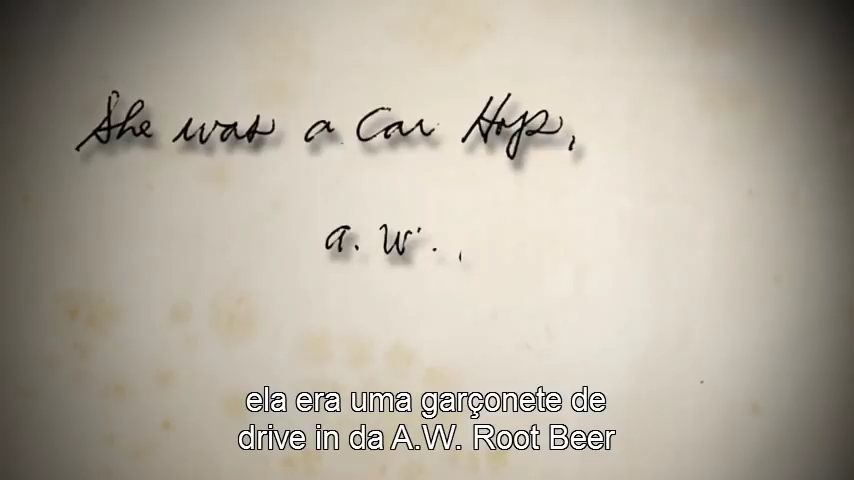 She was a Car Hop,
a. W. ,
ela era uma garçonete de
drive in da A.W. Root Beer